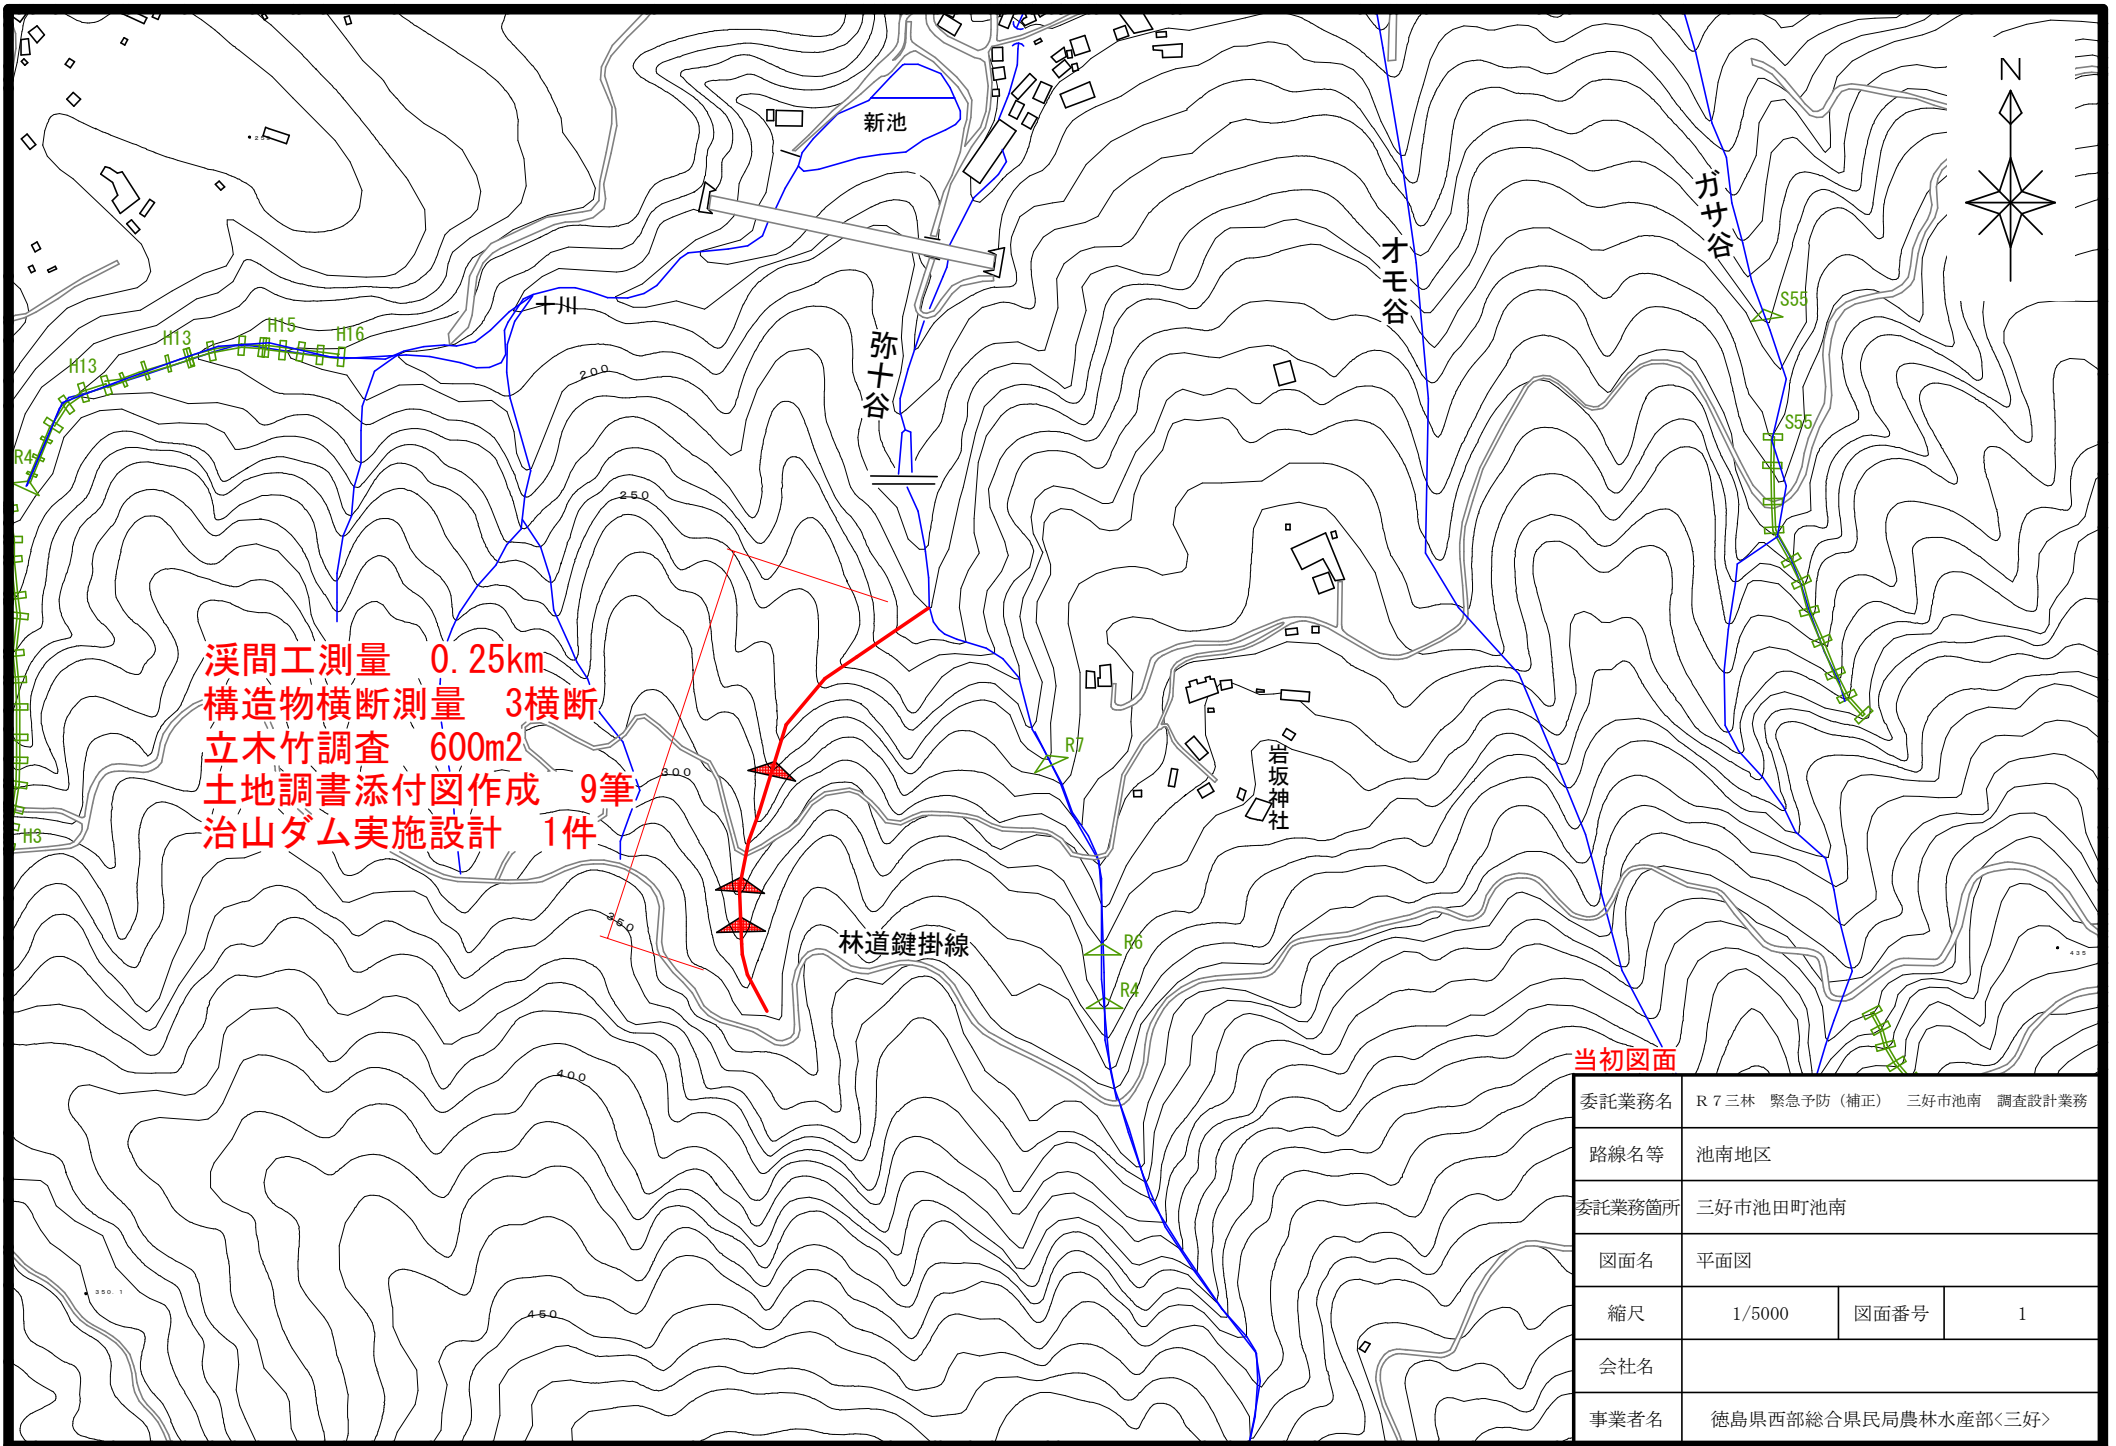 N
新池
ガサ谷
オモ谷
十川
弥十谷
S55
S55
H15
H16
H13
H13
R4
200
250
渓間工測量　0.25km
構造物横断測量　3横断
立木竹調査　600m2
土地調書添付図作成　9筆
治山ダム実施設計　1件
300
R7
岩坂神社
H3
350
林道鍵掛線
R6
R4
435
400
450
350.1
当初図面
委託業務名　R７三林　緊急予防（補正）　三好市池南　調査設計業務
路線名等　池南地区
委託業務箇所　三好市池田町池南
図面名　平面図
縮尺　1/5000　図面番号　1
会社名
事業者名　徳島県西部総合県民局農林水産部<三好>